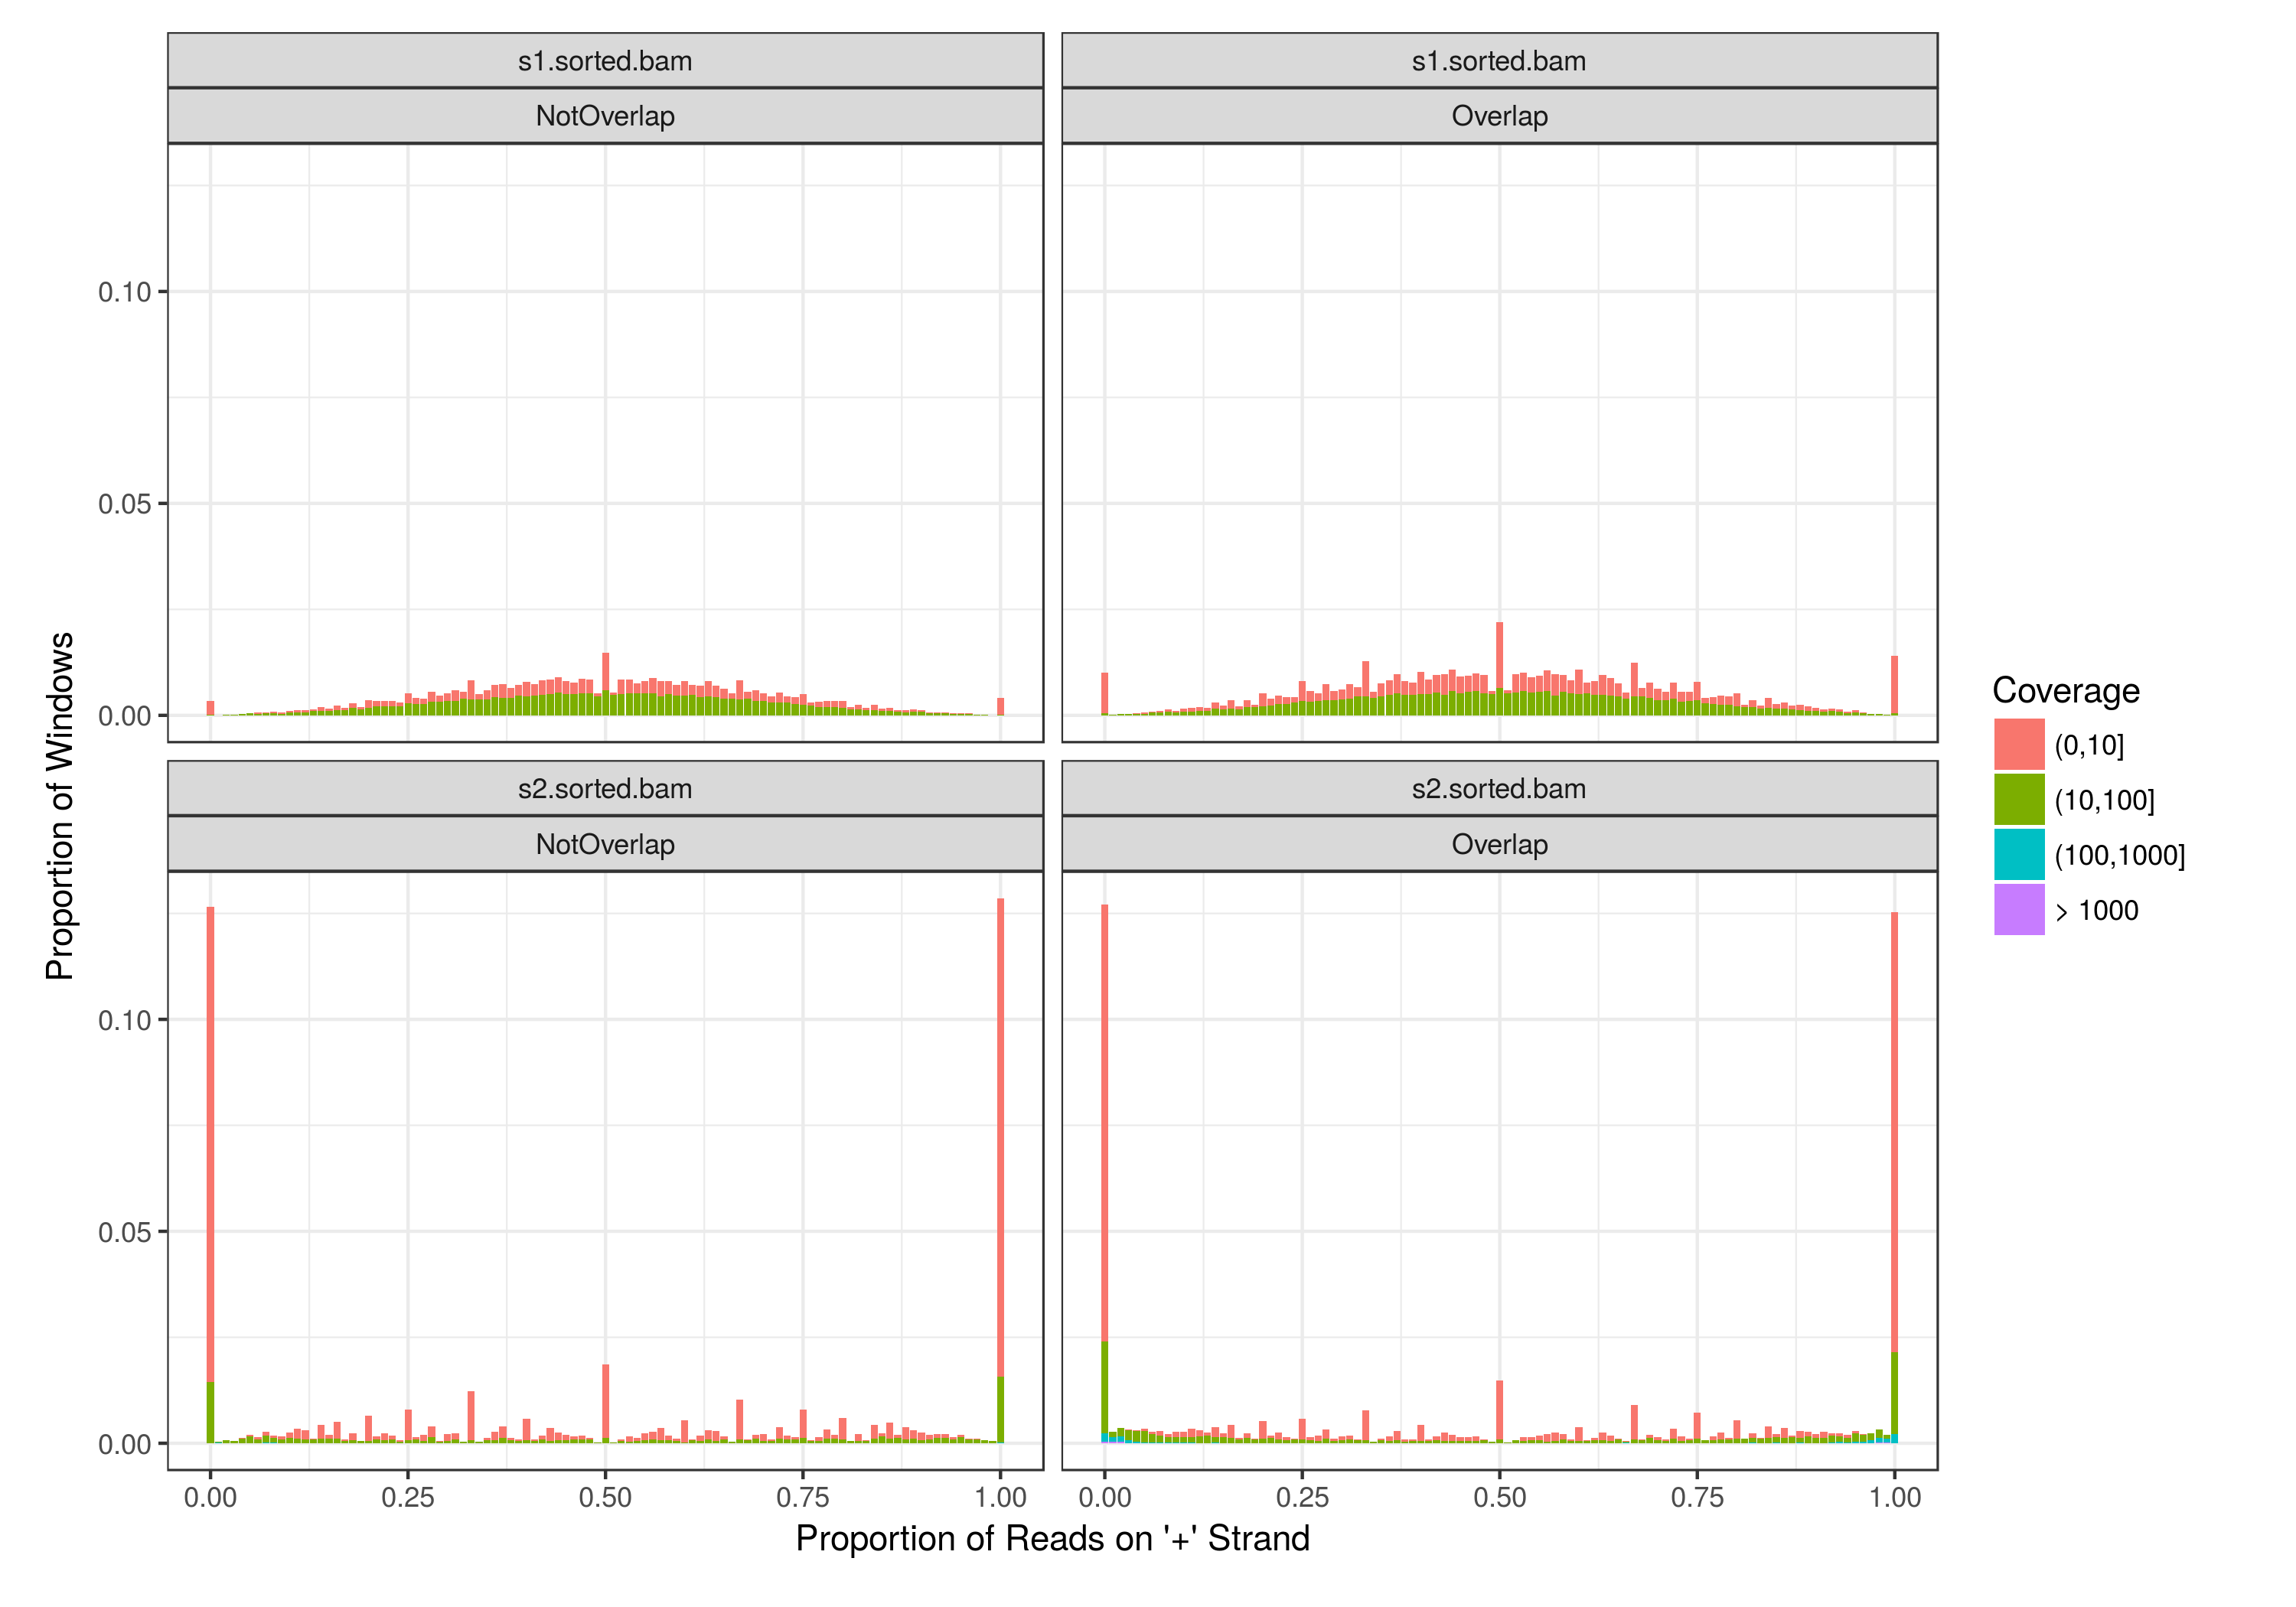 s1.sorted.bam
s1.sorted.bam
NotOverlap
Overlap
0.10
0.05
0.00
s2.sorted.bam
s2.sorted.bam
NotOverlap
Overlap
0.10
0.05
0.00
0.00 0.25 0.50 0.75 1.00
0.00 0.25 0.50 0.75 1.00
Proportion of Reads on '+' Strand
Proportion of Windows
Coverage
(0,10]
(10,100]
(100,1000]
> 1000